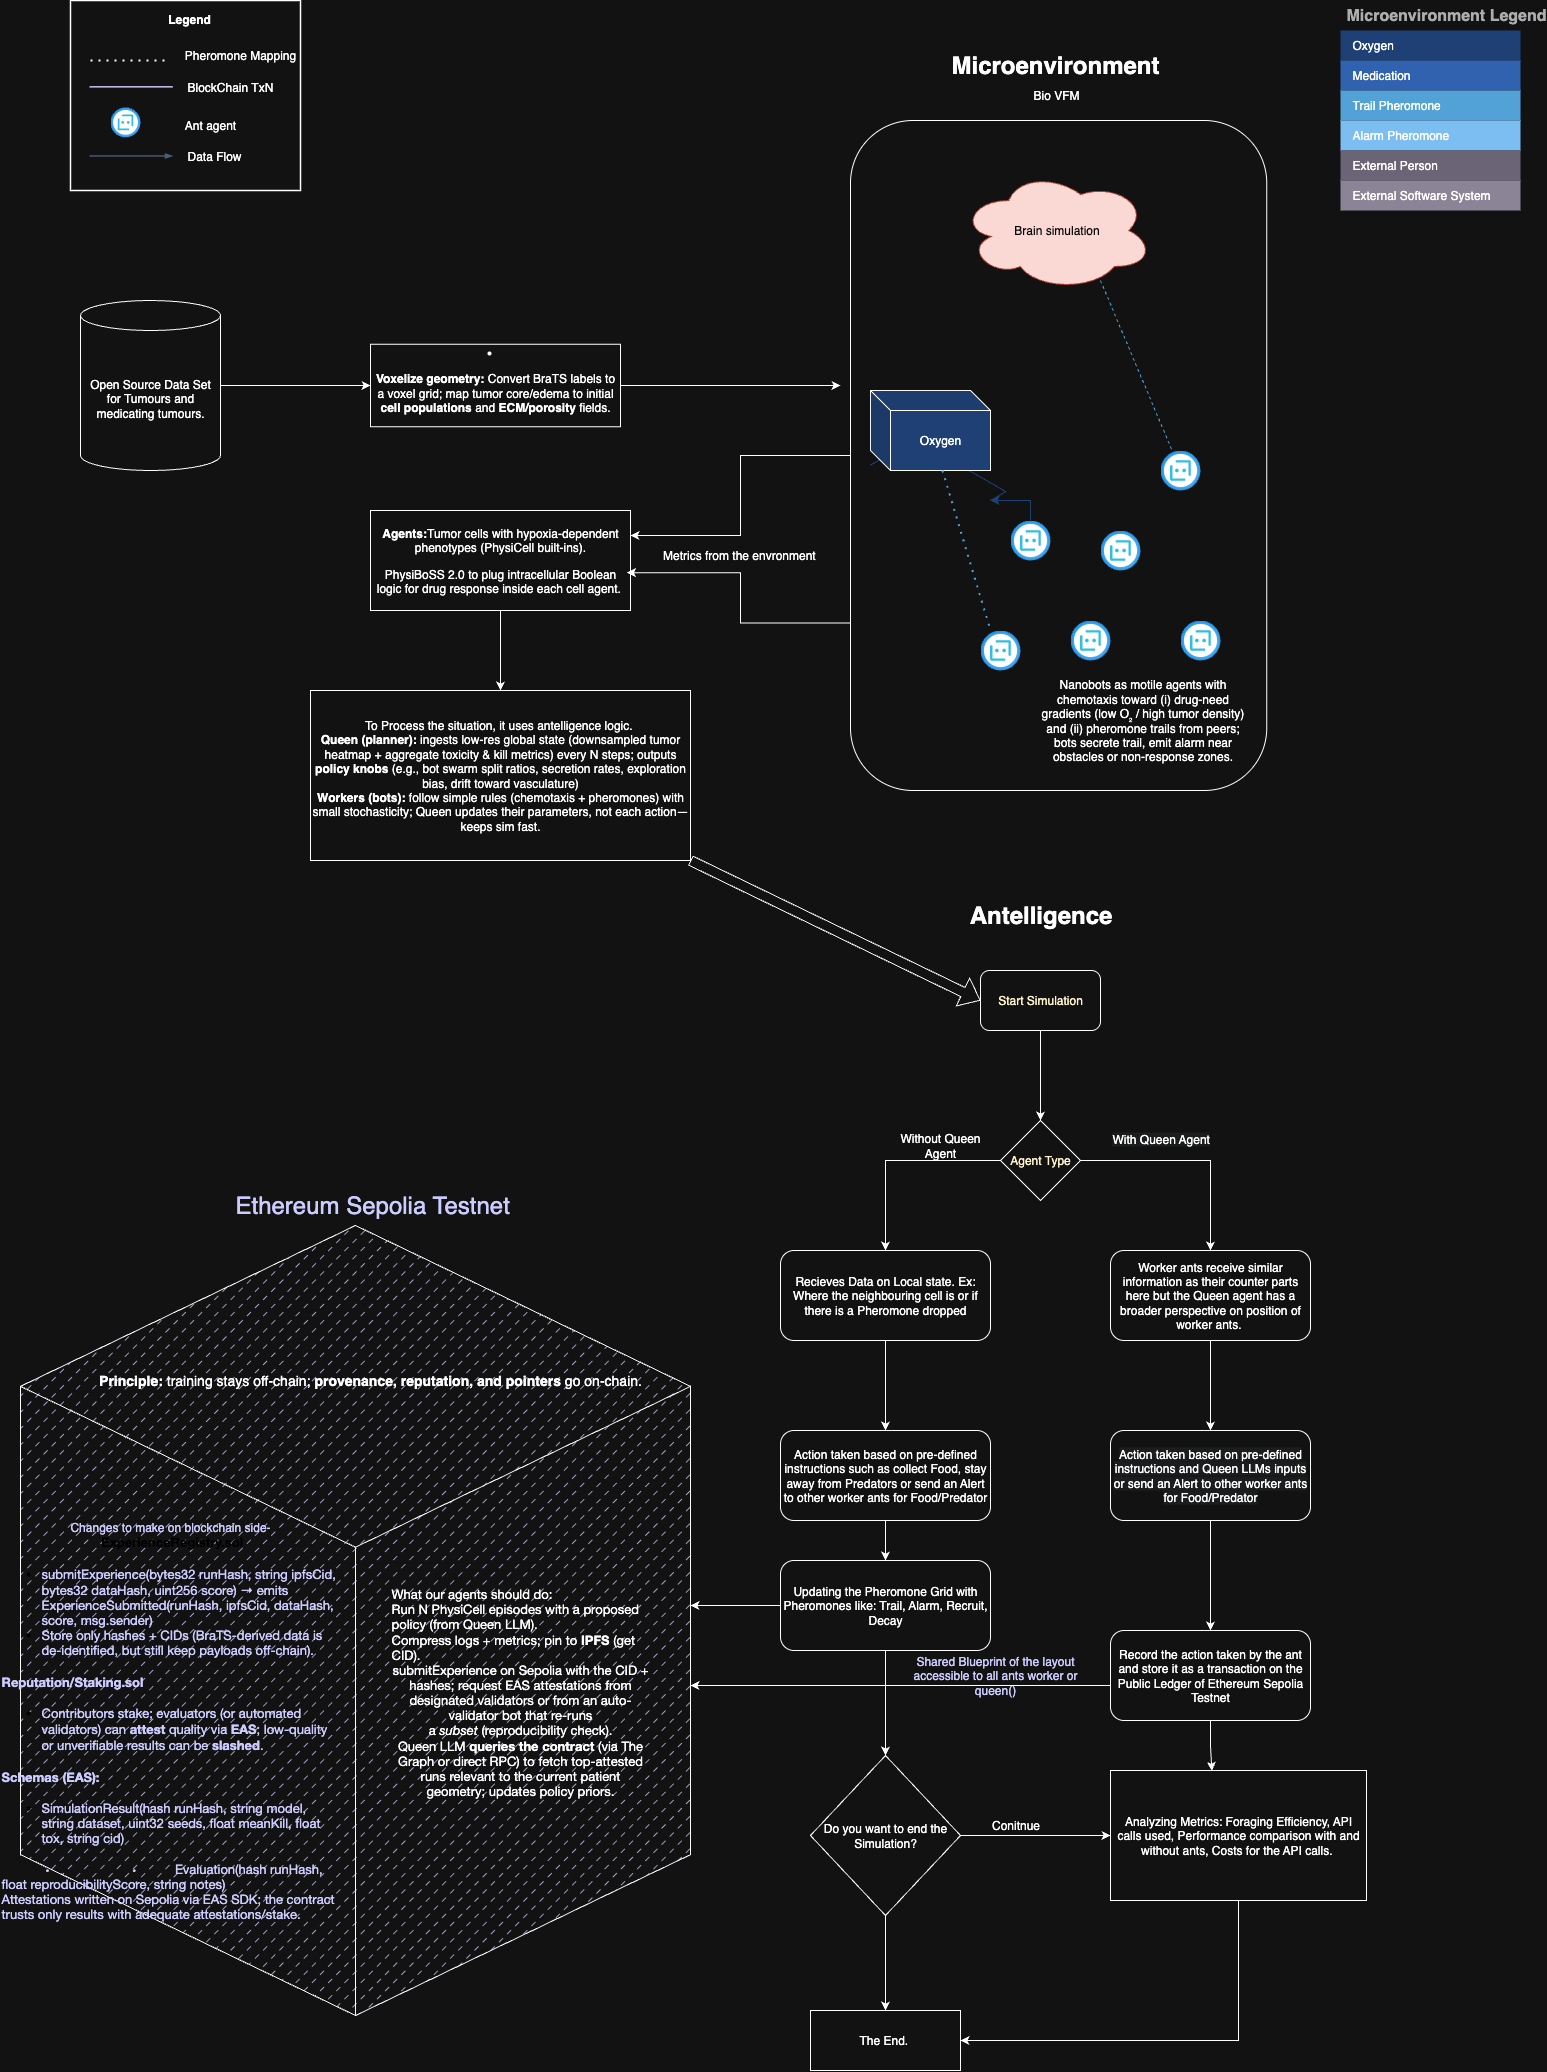 Legend
Pheromone Mapping
BlockChain TxN
Ant agent
Data Flow
Microenvironment Legend
Oxygen
Medication
Trail Pheromone
Alarm Pheromone
External Person
External Software System
Microenvironment
Bio VFM
Brain simulation
Open Source Data Set
for Tumours and
medicating tumours.
Voxelize geometry: Convert BraTS labels to
a voxel grid; map tumor core/edema to initial
cell populations and ECM/porosity fields.
Oxygen
Agents:Tumor cells with hypoxia-dependent
phenotypes (PhysiCell built-ins).
PhysiBoSS 2.0 to plug intracellular Boolean
logic for drug response inside each cell agent.
Metrics from the envronment
Nanobots as motile agents with
chemotaxis toward (i) drug-need
gradients (low O2 / high tumor density)
and (ii) pheromone trails from peers;
bots secrete trail, emit alarm near
obstacles or non-response zones.
To Process the situation, it uses antelligence logic.
Queen (planner): ingests low-res global state (downsampled tumor
heatmap + aggregate toxicity & kill metrics) every N steps; outputs
policy knobs (e.g., bot swarm split ratios, secretion rates, exploration
bias, drift toward vasculature)
Workers (bots): follow simple rules (chemotaxis + pheromones) with
small stochasticity; Queen updates their parameters, not each action—
keeps sim fast.
Antelligence
Start Simulation
Agent Type
Without Queen
Agent
With Queen Agent
Recieves Data on Local state. Ex:
Where the neighbouring cell is or if
there is a Pheromone dropped
Worker ants receive similar
information as their counter parts
here but the Queen agent has a
broader perspective on position of
worker ants.
Action taken based on pre-defined
instructions such as collect Food, stay
away from Predators or send an Alert
to other worker ants for Food/Predator
Action taken based on pre-defined
instructions and Queen LLMs inputs
or send an Alert to other worker ants
for Food/Predator
Updating the Pheromone Grid with
Pheromones like: Trail, Alarm, Recruit,
Decay
Record the action taken by the ant
and store it as a transaction on the
Public Ledger of Ethereum Sepolia
Testnet
Shared Blueprint of the layout
accessible to all ants worker or
queen()
Do you want to end the
Simulation?
Conitnue
Analyzing Metrics: Foraging Efficiency, API
calls used, Performance comparison with and
without ants, Costs for the API calls.
The End.
Ethereum Sepolia Testnet
Principle: training stays off-chain; provenance, reputation, and pointers go on-chain.
Changes to make on blockchain side-
ExperienceRegistry.sol
submitExperience(bytes32 runHash, string ipfsCid,
bytes32 dataHash, uint256 score) → emits
ExperienceSubmitted(runHash, ipfsCid, dataHash,
score, msg.sender)
Store only hashes + CIDs (BraTS-derived data is
de-identified, but still keep payloads off-chain).
Reputation/Staking.sol
Contributors stake; evaluators (or automated
validators) can attest quality via EAS; low-quality
or unverifiable results can be slashed.
Schemas (EAS):
SimulationResult(hash runHash, string model,
string dataset, uint32 seeds, float meanKill, float
tox, string cid)
Evaluation(hash runHash,
float reproducibilityScore, string notes)
Attestations written on Sepolia via EAS SDK; the contract
trusts only results with adequate attestations/stake.
What our agents should do:
Run N PhysiCell episodes with a proposed
policy (from Queen LLM).
Compress logs + metrics; pin to IPFS (get
CID).
submitExperience on Sepolia with the CID +
hashes; request EAS attestations from
designated validators or from an auto-
validator bot that re-runs
a subset (reproducibility check).
Queen LLM queries the contract (via The
Graph or direct RPC) to fetch top-attested
runs relevant to the current patient
geometry; updates policy priors.